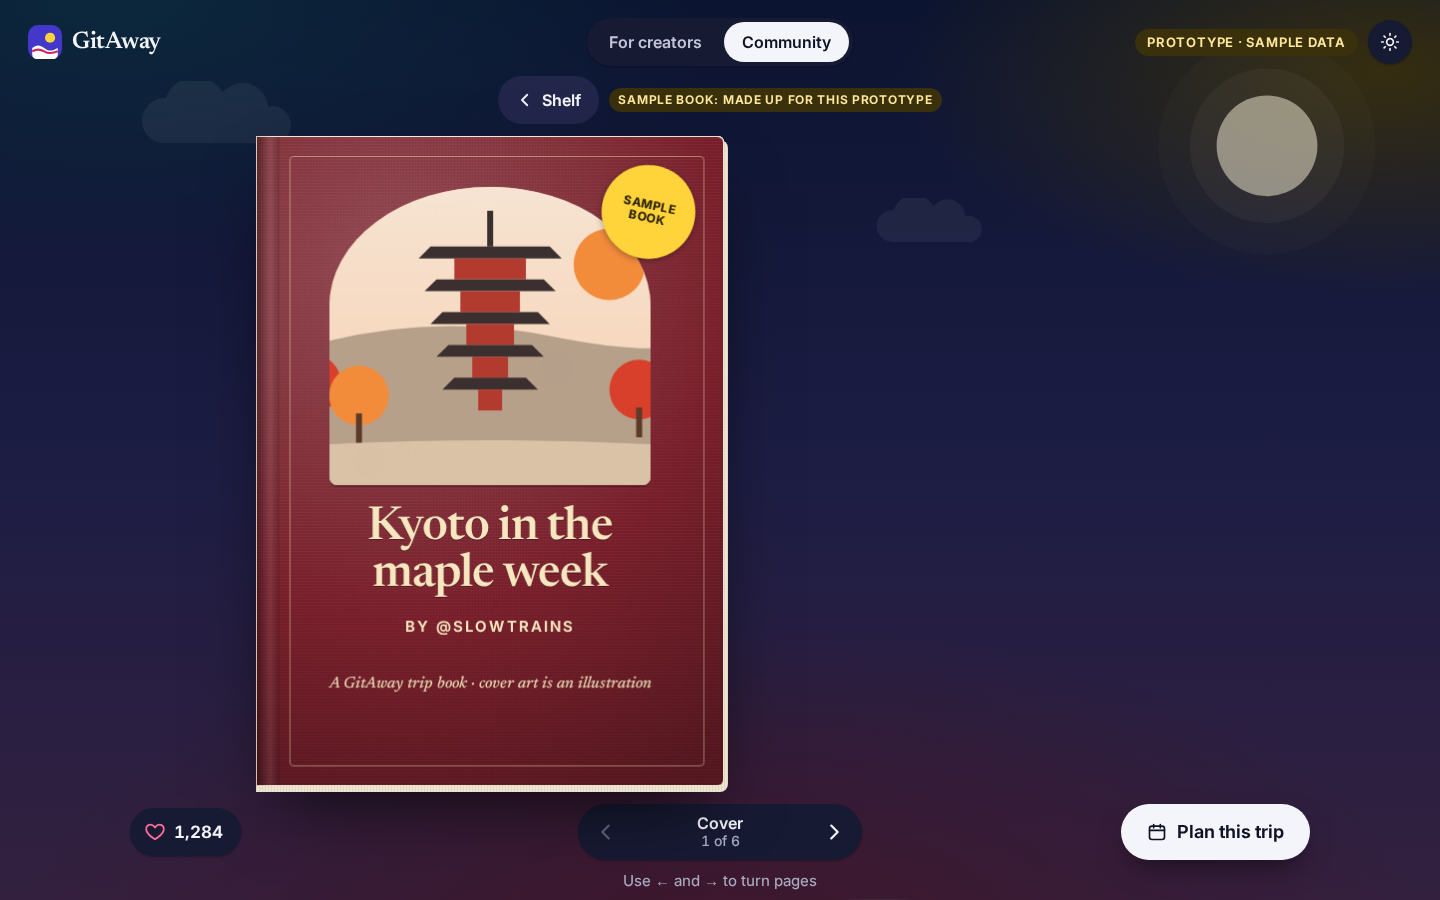 GitAway
For creators
Community
PROTOTYPE · SAMPLE DATA
Shelf
SAMPLE BOOK: MADE UP FOR THIS PROTOTYPE
SAMPLE
BOOK
Kyoto in the
maple week
BY @SLOWTRAINS
A GitAway trip book · cover art is an illustration
1,284
Cover
1 of 6
Plan this trip
Use ← and → to turn pages